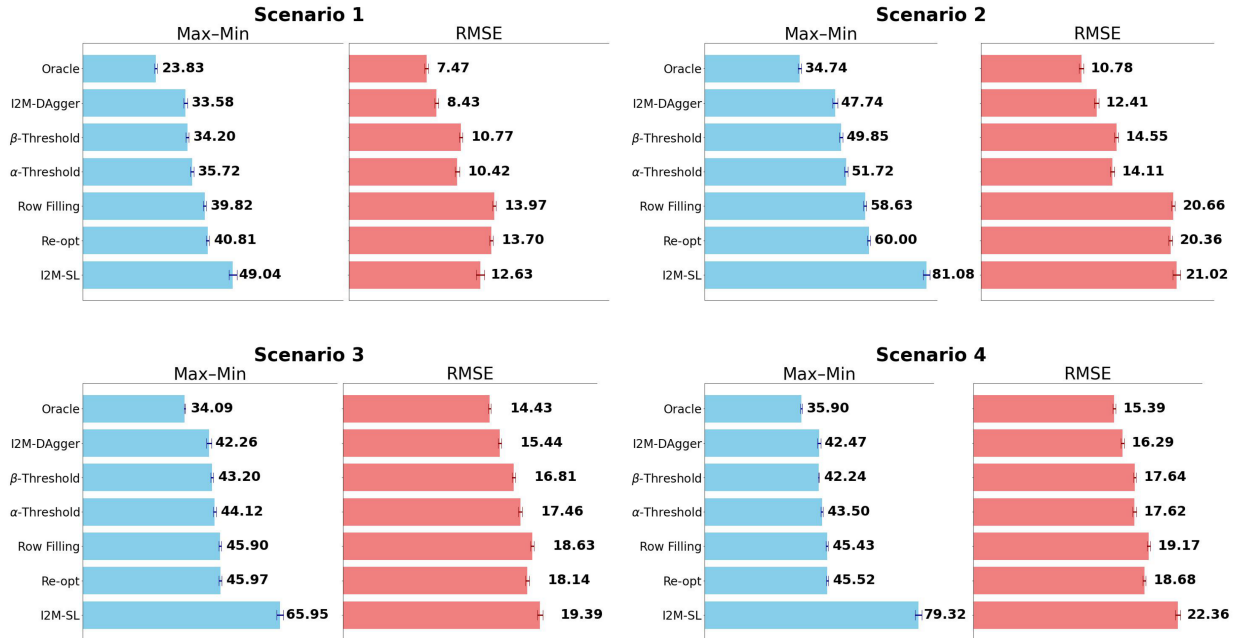 Scenario 1
Max–Min RMSE
Oracle 23.83 7.47
I2M-DAgger 33.58 8.43
β-Threshold 34.20 10.77
α-Threshold 35.72 10.42
Row Filling 39.82 13.97
Re-opt 40.81 13.70
I2M-SL 49.04 12.63
Scenario 2
Max–Min RMSE
Oracle 34.74 10.78
I2M-DAgger 47.74 12.41
β-Threshold 49.85 14.55
α-Threshold 51.72 14.11
Row Filling 58.63 20.66
Re-opt 60.00 20.36
I2M-SL 81.08 21.02
Scenario 3
Max–Min RMSE
Oracle 34.09 14.43
I2M-DAgger 42.26 15.44
β-Threshold 43.20 16.81
α-Threshold 44.12 17.46
Row Filling 45.90 18.63
Re-opt 45.97 18.14
I2M-SL 65.95 19.39
Scenario 4
Max–Min RMSE
Oracle 35.90 15.39
I2M-DAgger 42.47 16.29
β-Threshold 42.24 17.64
α-Threshold 43.50 17.62
Row Filling 45.43 19.17
Re-opt 45.52 18.68
I2M-SL 79.32 22.36